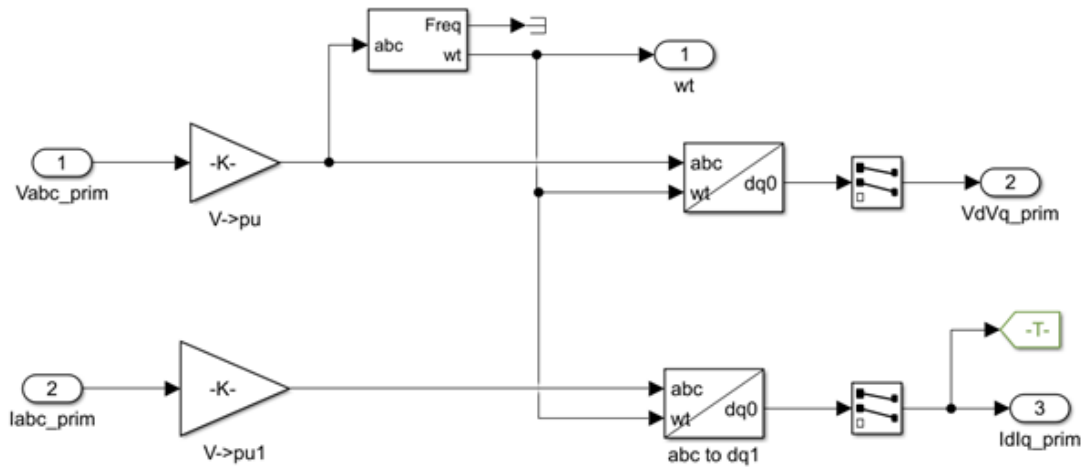 Freq
abc
wt
1
wt
1
Vabc_prim
-K-
V->pu
abc
wt
dq0
2
VdVq_prim
-T-
2
Iabc_prim
-K-
V->pu1
abc
wt
dq0
abc to dq1
3
IdIq_prim